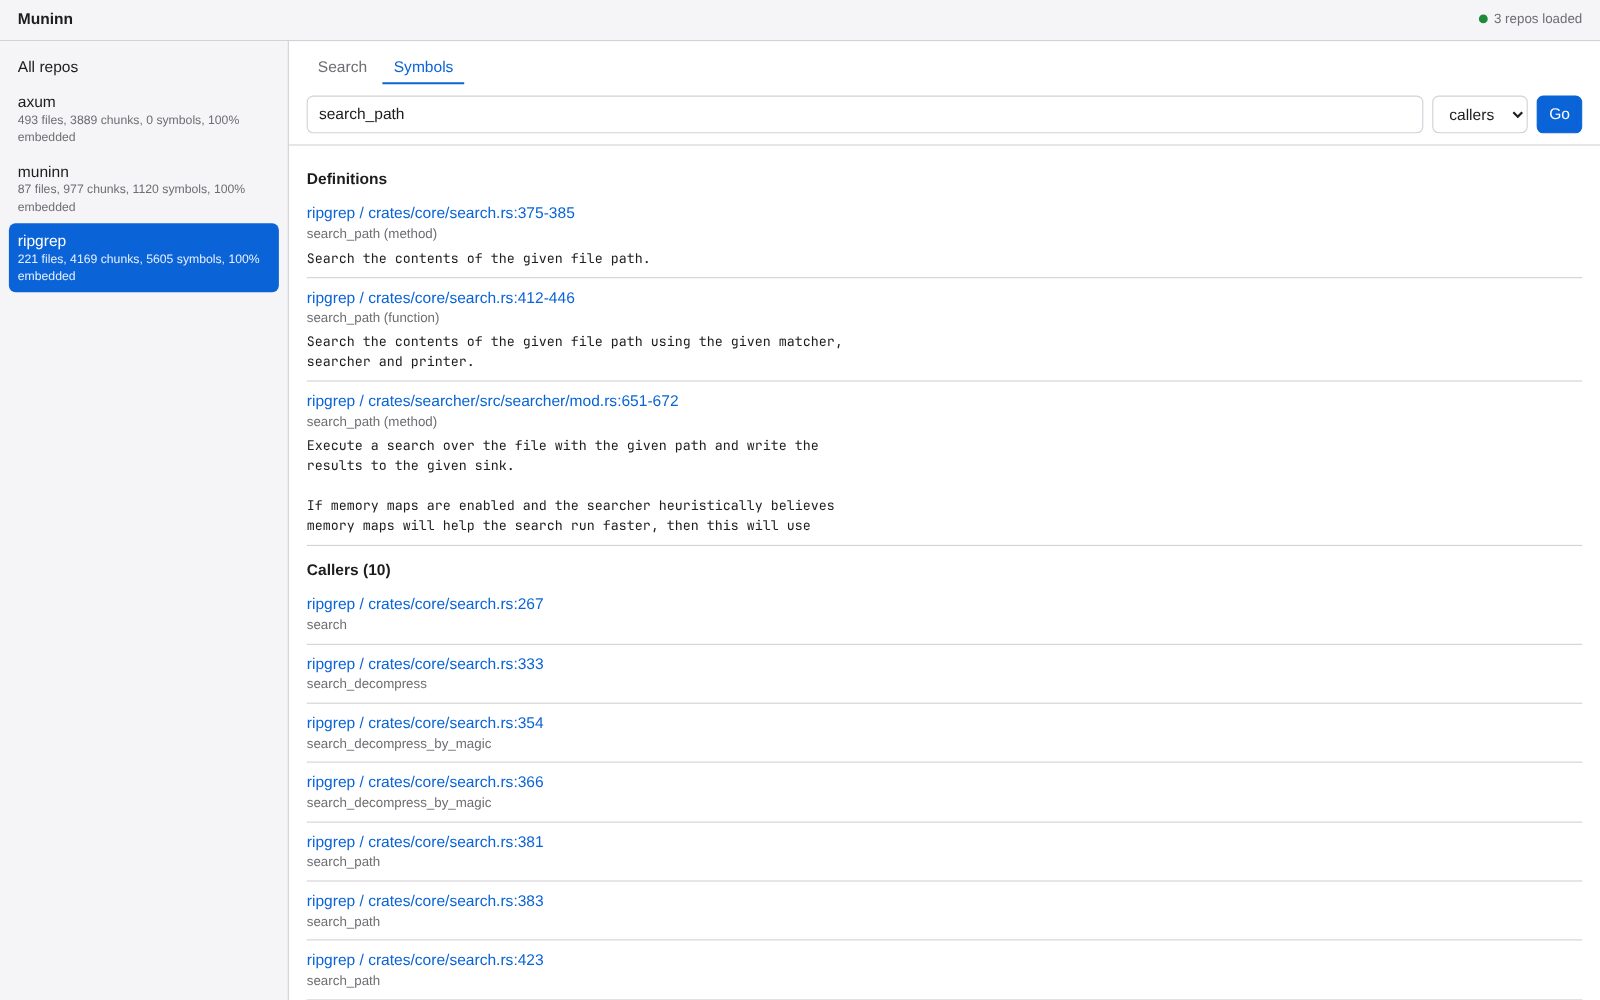 Muninn
3 repos loaded
All repos
axum
493 files, 3889 chunks, 0 symbols, 100%
embedded
muninn
87 files, 977 chunks, 1120 symbols, 100%
embedded
ripgrep
221 files, 4169 chunks, 5605 symbols, 100%
embedded
Search
Symbols
search_path
callers
Go
Definitions
ripgrep / crates/core/search.rs:375-385
search_path (method)
Search the contents of the given file path.
ripgrep / crates/core/search.rs:412-446
search_path (function)
Search the contents of the given file path using the given matcher,
searcher and printer.
ripgrep / crates/searcher/src/searcher/mod.rs:651-672
search_path (method)
Execute a search over the file with the given path and write the
results to the given sink.
If memory maps are enabled and the searcher heuristically believes
memory maps will help the search run faster, then this will use
Callers (10)
ripgrep / crates/core/search.rs:267
search
ripgrep / crates/core/search.rs:333
search_decompress
ripgrep / crates/core/search.rs:354
search_decompress_by_magic
ripgrep / crates/core/search.rs:366
search_decompress_by_magic
ripgrep / crates/core/search.rs:381
search_path
ripgrep / crates/core/search.rs:383
search_path
ripgrep / crates/core/search.rs:423
search_path